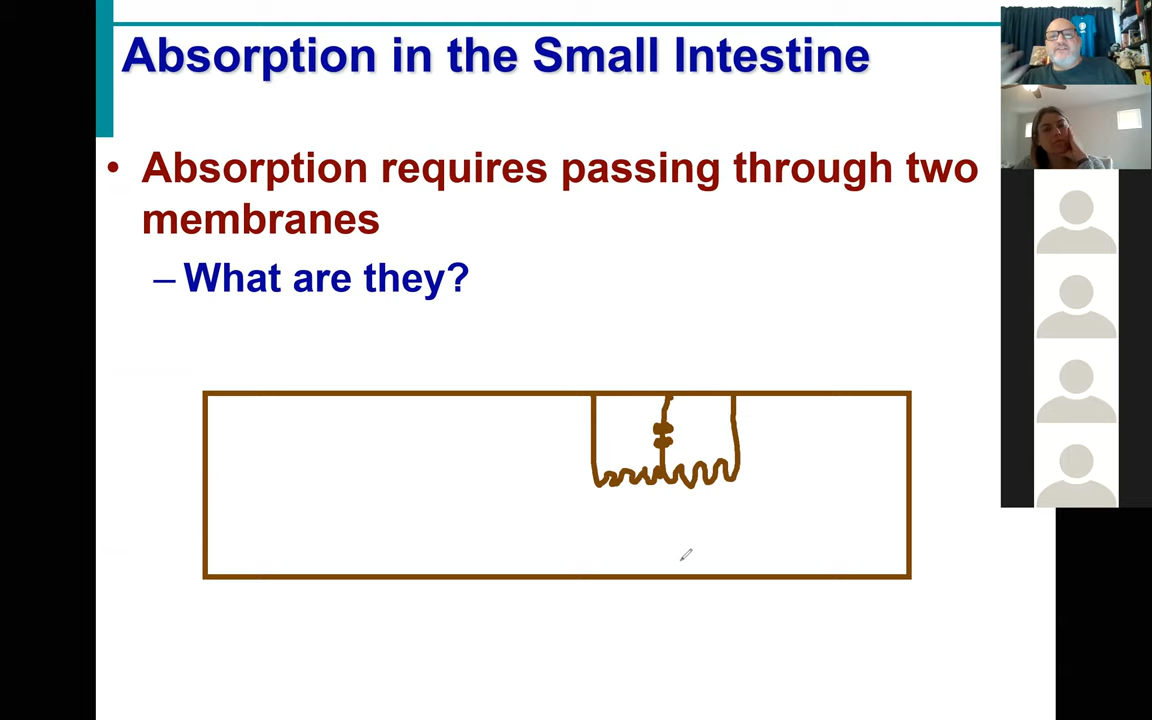 Absorption in the Small Intestine
• Absorption requires passing through two
membranes
– What are they?